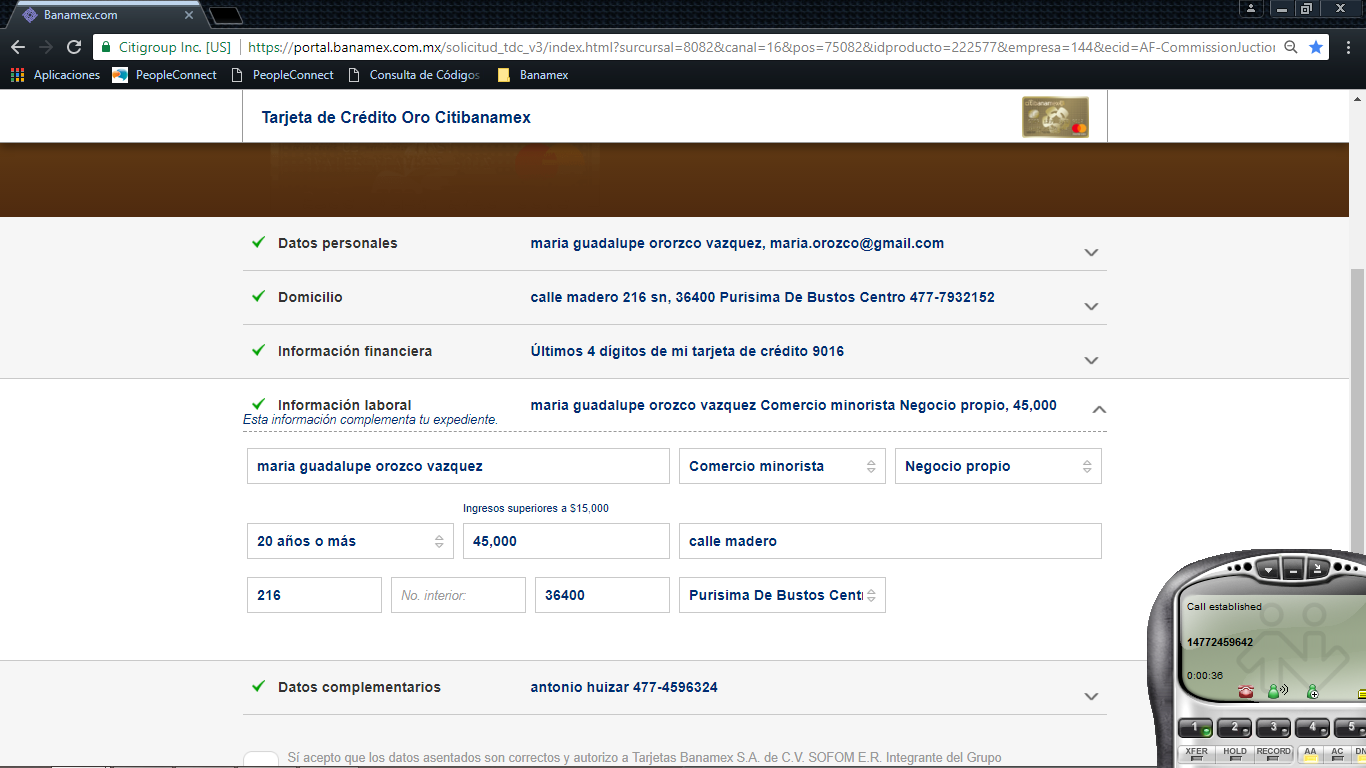 Banamex.com
Citigroup Inc. [US] https://portal.banamex.com.mx/solicitud_tdc_v3/index.html?surcursal=8082&canal=16&pos=75082&idproducto=222577&empresa=144&ecid=AF-CommissionJuctio
Aplicaciones PeopleConnect PeopleConnect Consulta de Códigos Banamex
Tarjeta de Crédito Oro Citibanamex
Datos personales maria guadalupe ororzco vazquez, maria.orozco@gmail.com
Domicilio calle madero 216 sn, 36400 Purisima De Bustos Centro 477-7932152
Información financiera Últimos 4 dígitos de mi tarjeta de crédito 9016
Información laboral maria guadalupe orozco vazquez Comercio minorista Negocio propio, 45,000
Esta información complementa tu expediente.
maria guadalupe orozco vazquez Comercio minorista Negocio propio
Ingresos superiores a $15,000
20 años o más 45,000 calle madero
216 No. interior: 36400 Purisima De Bustos Cent
Call established
14772459642
0:00:36
Datos complementarios antonio huizar 477-4596324
1 2 3 4 5
XFER HOLD RECORD AA AC DN
Sí acepto que los datos asentados son correctos y autorizo a Tarjetas Banamex S.A. de C.V. SOFOM E.R. Integrante del Grupo